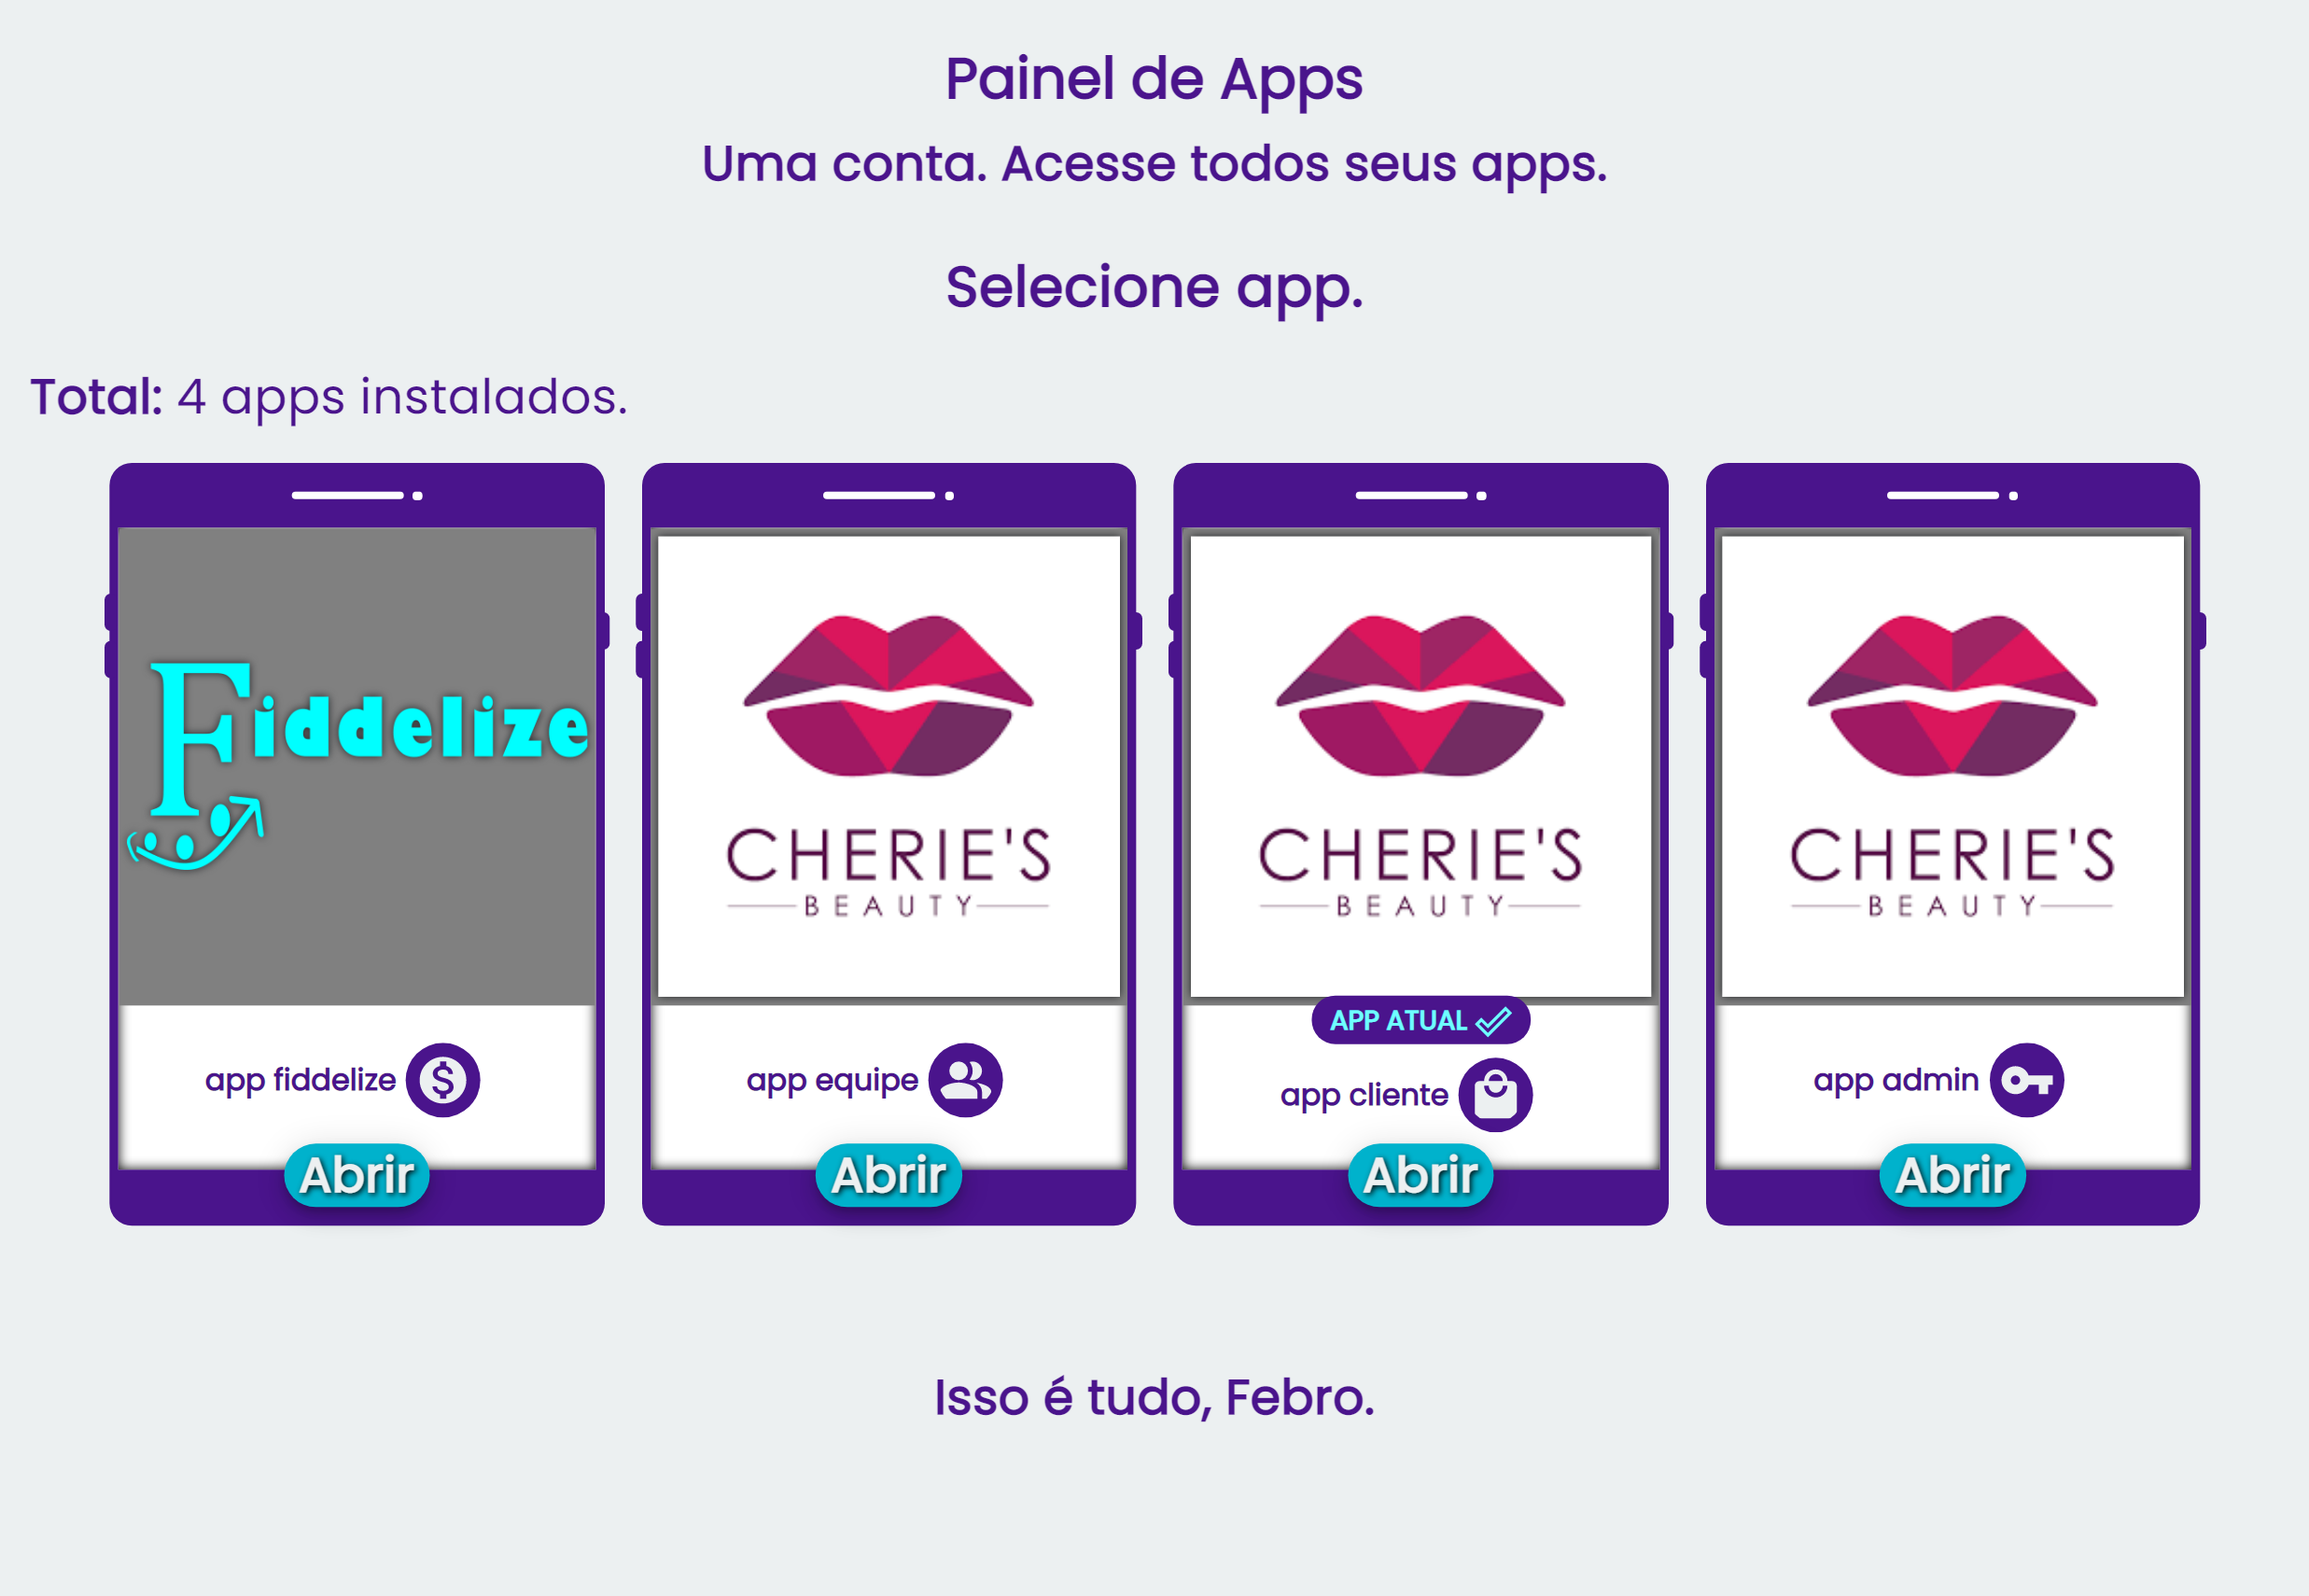 Painel de Apps
Uma conta. Acesse todos seus apps.
Selecione app.
Total: 4 apps instalados.
Fiddelize
app fiddelize
Abrir
CHERIE'S
BEAUTY
app equipe
Abrir
CHERIE'S
BEAUTY
APP ATUAL
app cliente
Abrir
CHERIE'S
BEAUTY
app admin
Abrir
Isso é tudo, Febro.